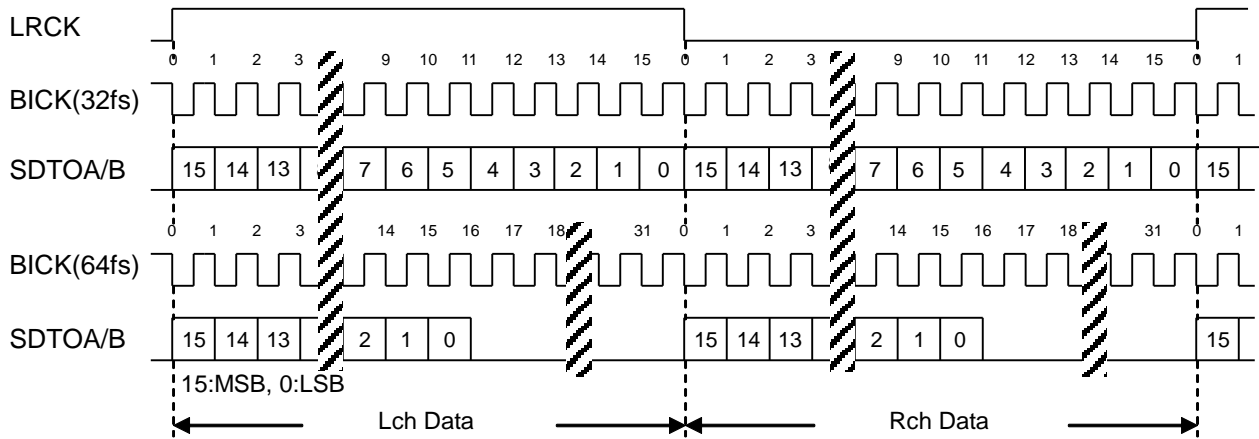 LRCK
0 1 2 3 9 10 11 12 13 14 15 0 1 2 3 9 10 11 12 13 14 15 0 1
BICK(32fs)
SDTOA/B 15 14 13 7 6 5 4 3 2 1 0 15 14 13 7 6 5 4 3 2 1 0 15
0 1 2 3 14 15 16 17 18 31 0 1 2 3 14 15 16 17 18 31 0 1
BICK(64fs)
SDTOA/B 15 14 13 2 1 0 15 14 13 2 1 0 15
15:MSB, 0:LSB
Lch Data Rch Data